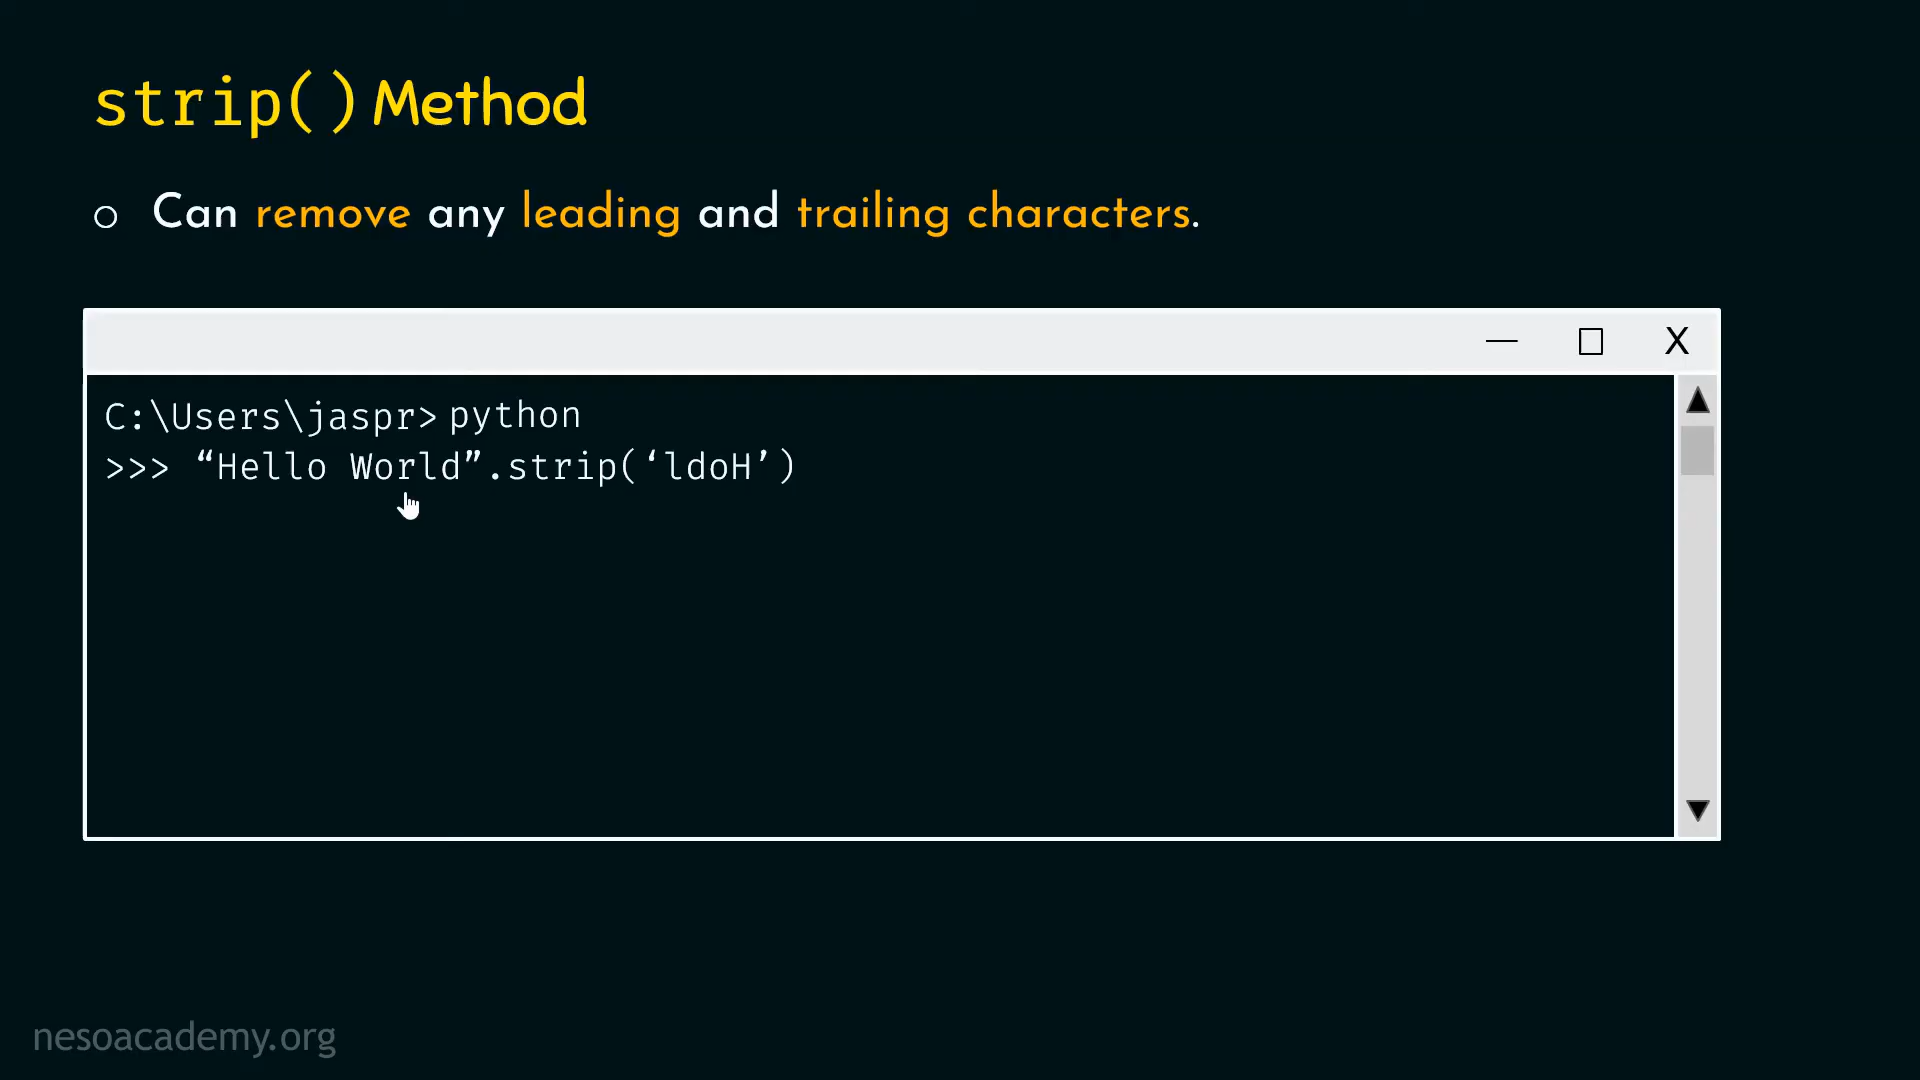 strip() Method
○ Can remove any leading and trailing characters.
— □ X
C:\Users\jaspr> python
>>> “Hello World”.strip(‘ldoH’)
nesoacademy.org